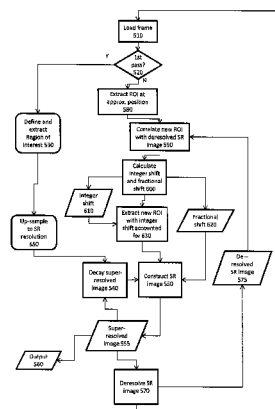 Load frame
510
1st
pass?
520
Y
N
Extract ROI at
approx. position
580
Define and
extract
Region of
Interest 530
Correlate new ROI
with deresolved SR
image 590
Calculate
integer shift and
fractional shift 600
Integer
shift
610
Extract new ROI
with integer
shift accounted
for 630
Fractional
shift 620
Up-sample
to SR
resolution
550
De –
resolved
SR image
575
Decay super-
resolved
image 540
Construct SR
image 550
Super-
resolved
image 555
Output
560
Deresolve SR
image 570